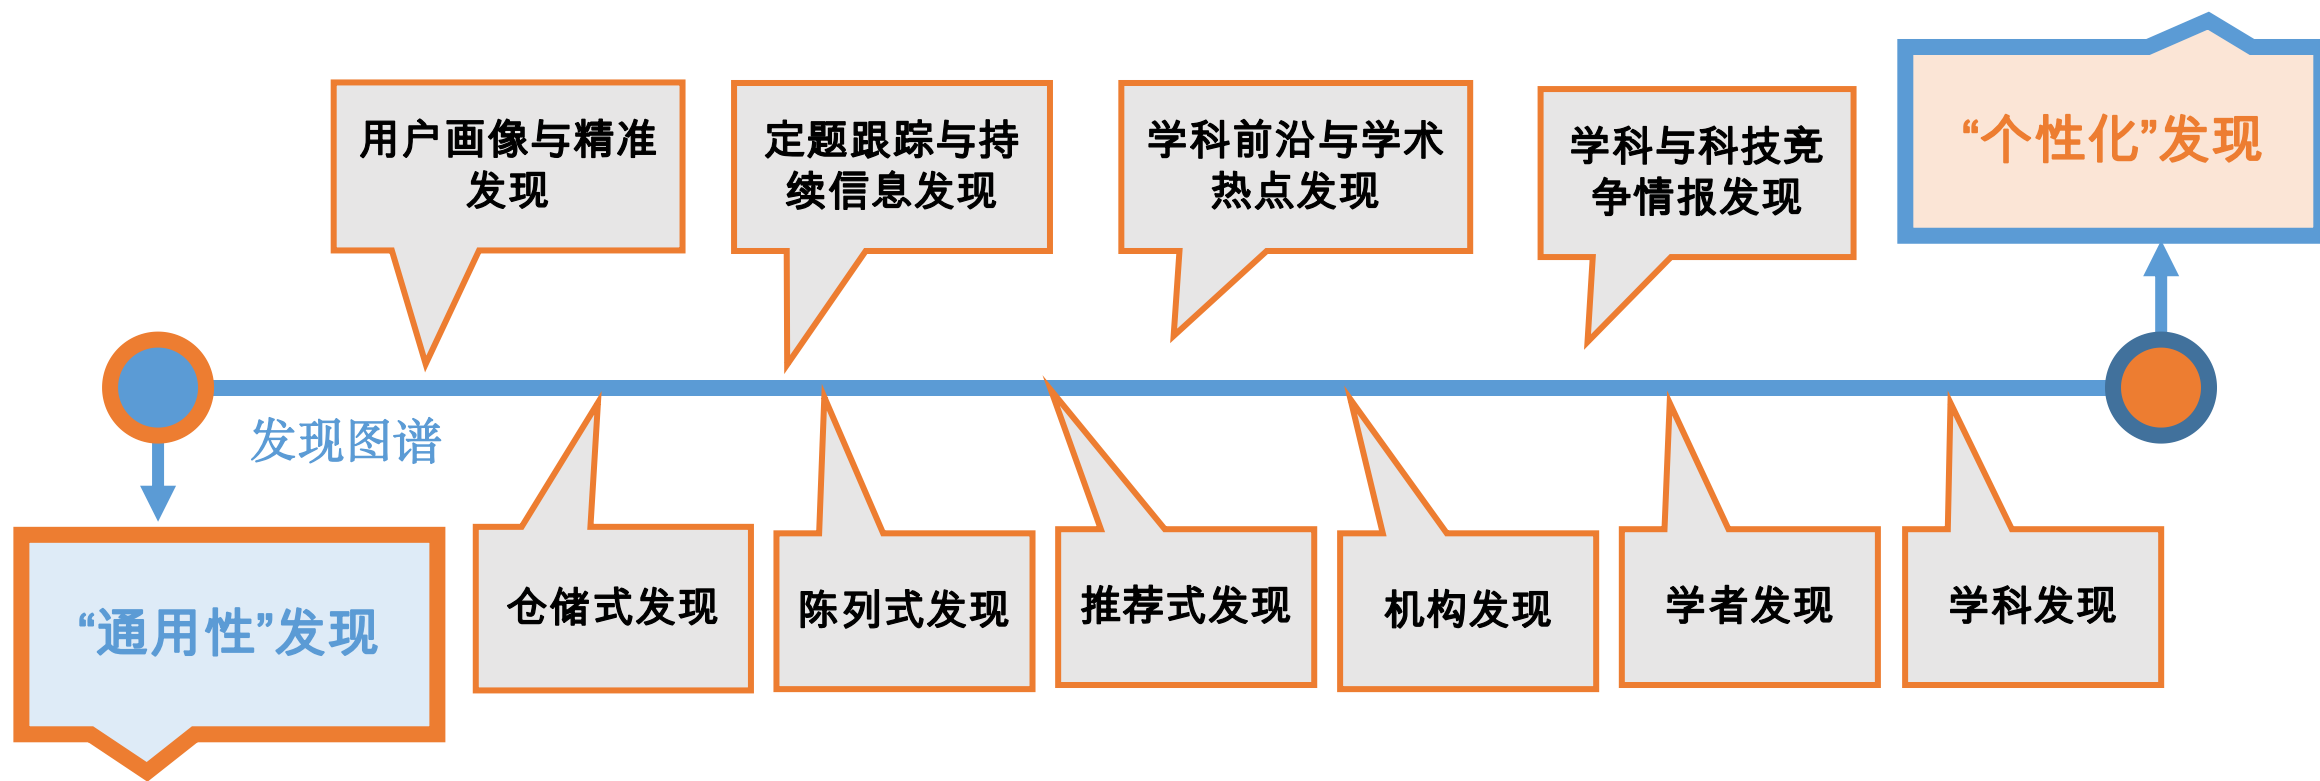 用户画像与精准
发现
定题跟踪与持
续信息发现
学科前沿与学术
热点发现
学科与科技竞
争情报发现
“个性化”发现
发现图谱
“通用性”发现
仓储式发现
陈列式发现
推荐式发现
机构发现
学者发现
学科发现